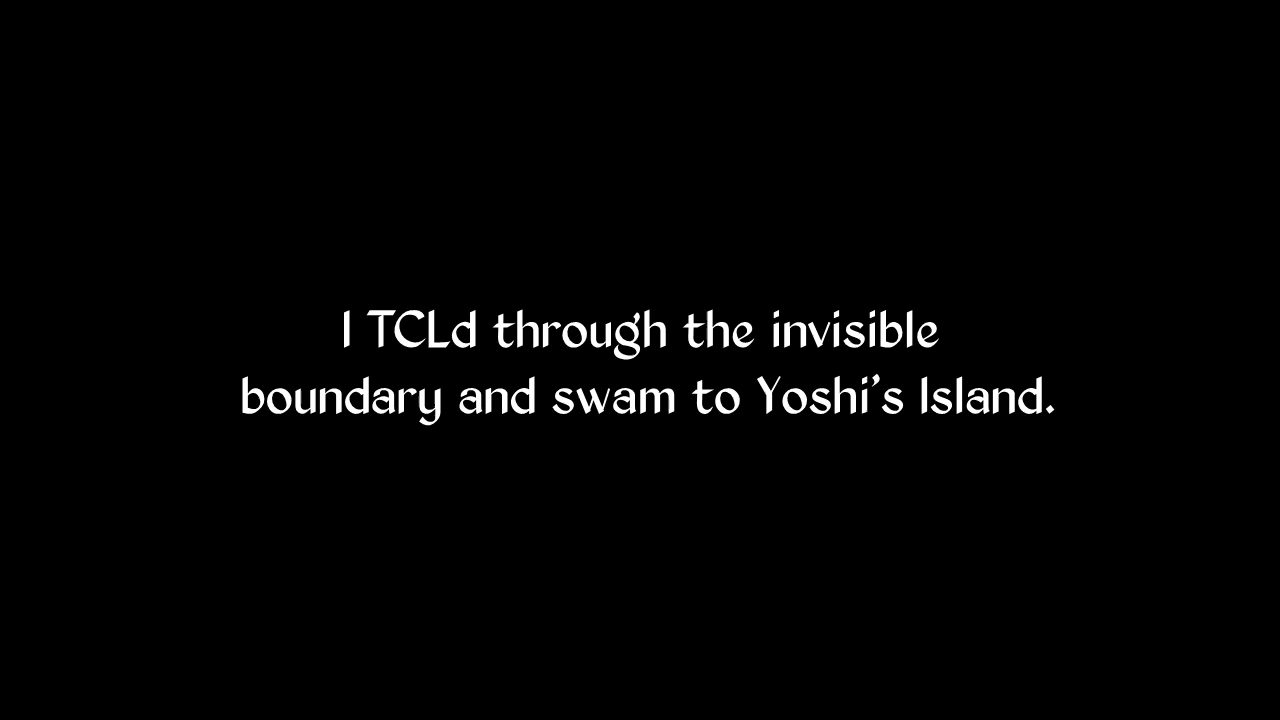 I TCLd through the invisible
boundary and swam to Yoshi's Island.